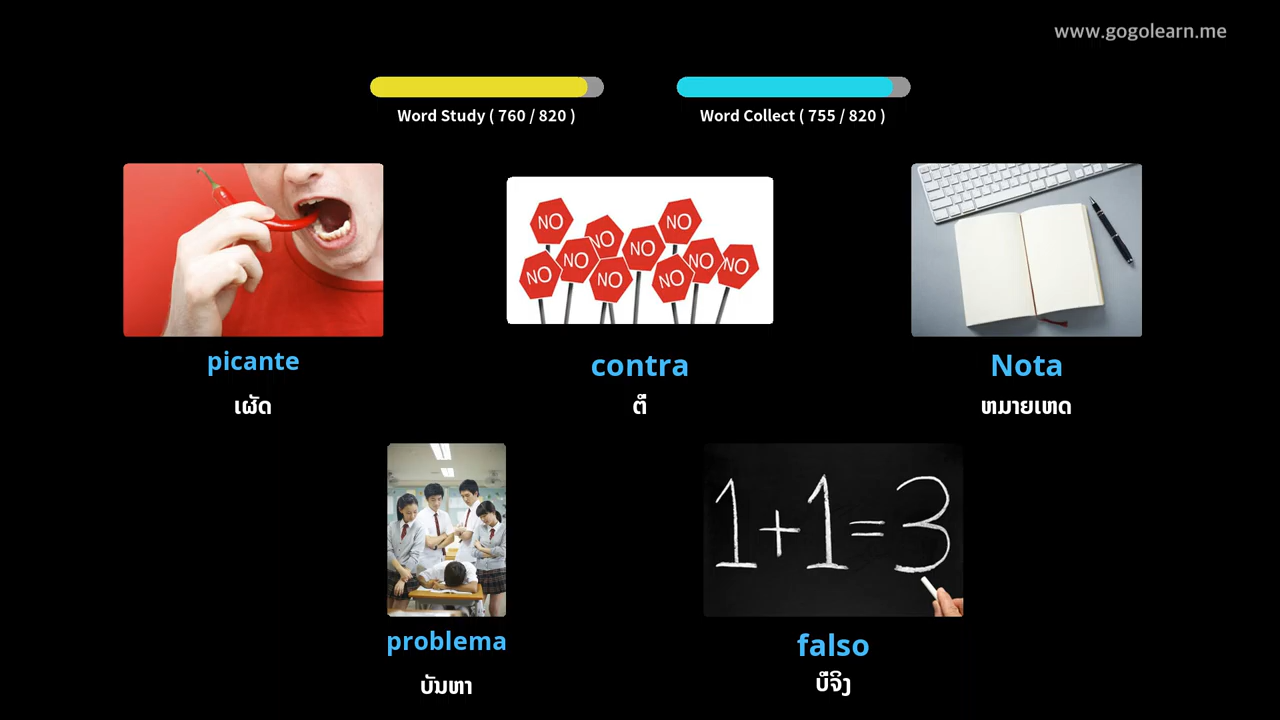 www.gogolearn.me
Word Study ( 760 / 820 )
Word Collect ( 755 / 820 )
NO
NO
NO
NO
NO
NO
NO
NO
NO
NO
picante
ເຜັດ
contra
ຕໍ່
Nota
ຫມາຍເຫດ
1+1=3
problema
ບັນຫາ
falso
ບໍ່ຈິງ